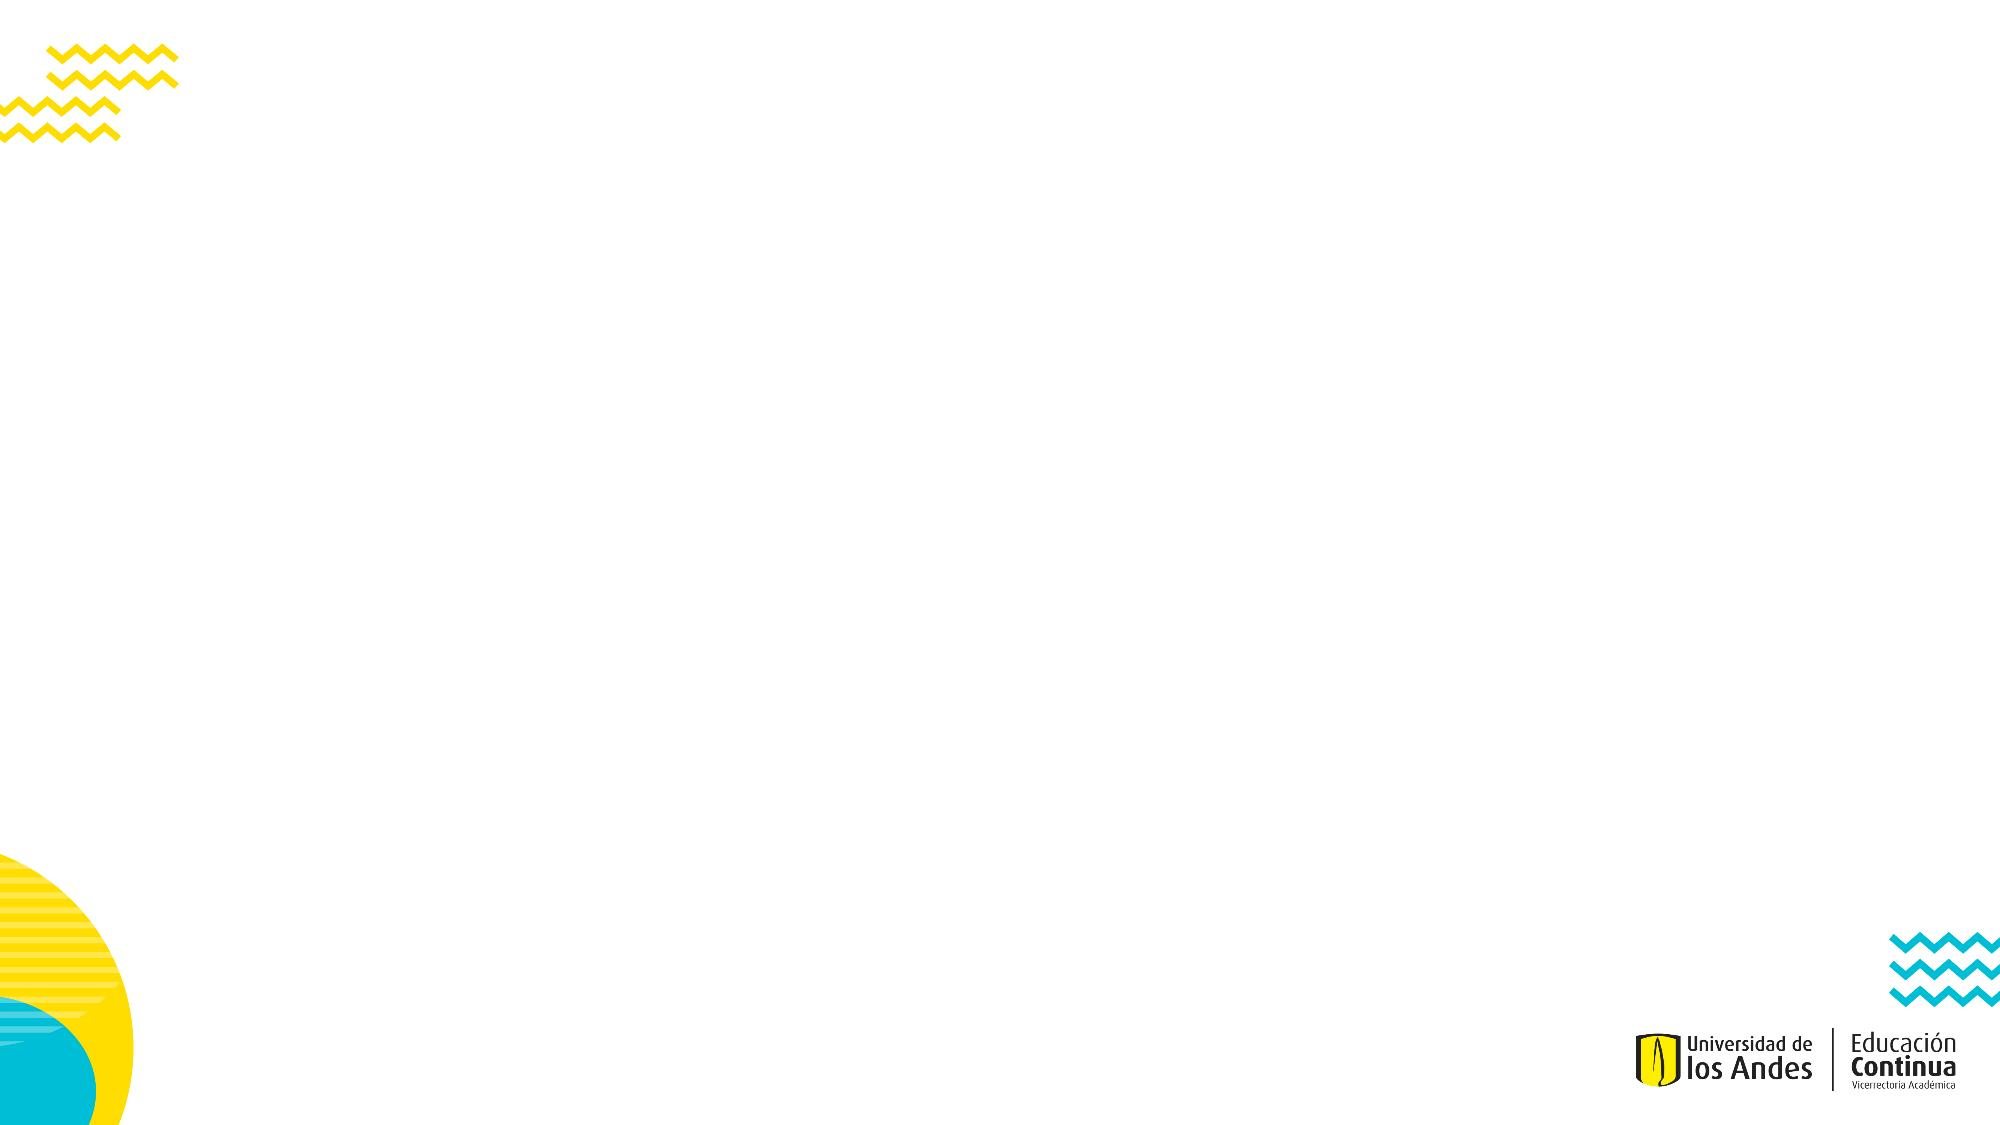 Universidad de
los Andes
Educación
Continua
Vicerrectoría Académica